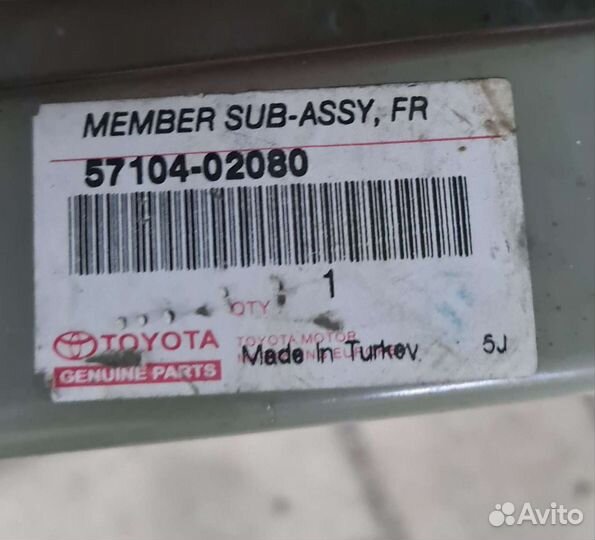 MEMBER SUB-ASSY, FR
57104-02080
QTY 1
TOYOTA TOYOTA MOTOR
Made In Turkey 5J
GENUINE PARTS
Avito